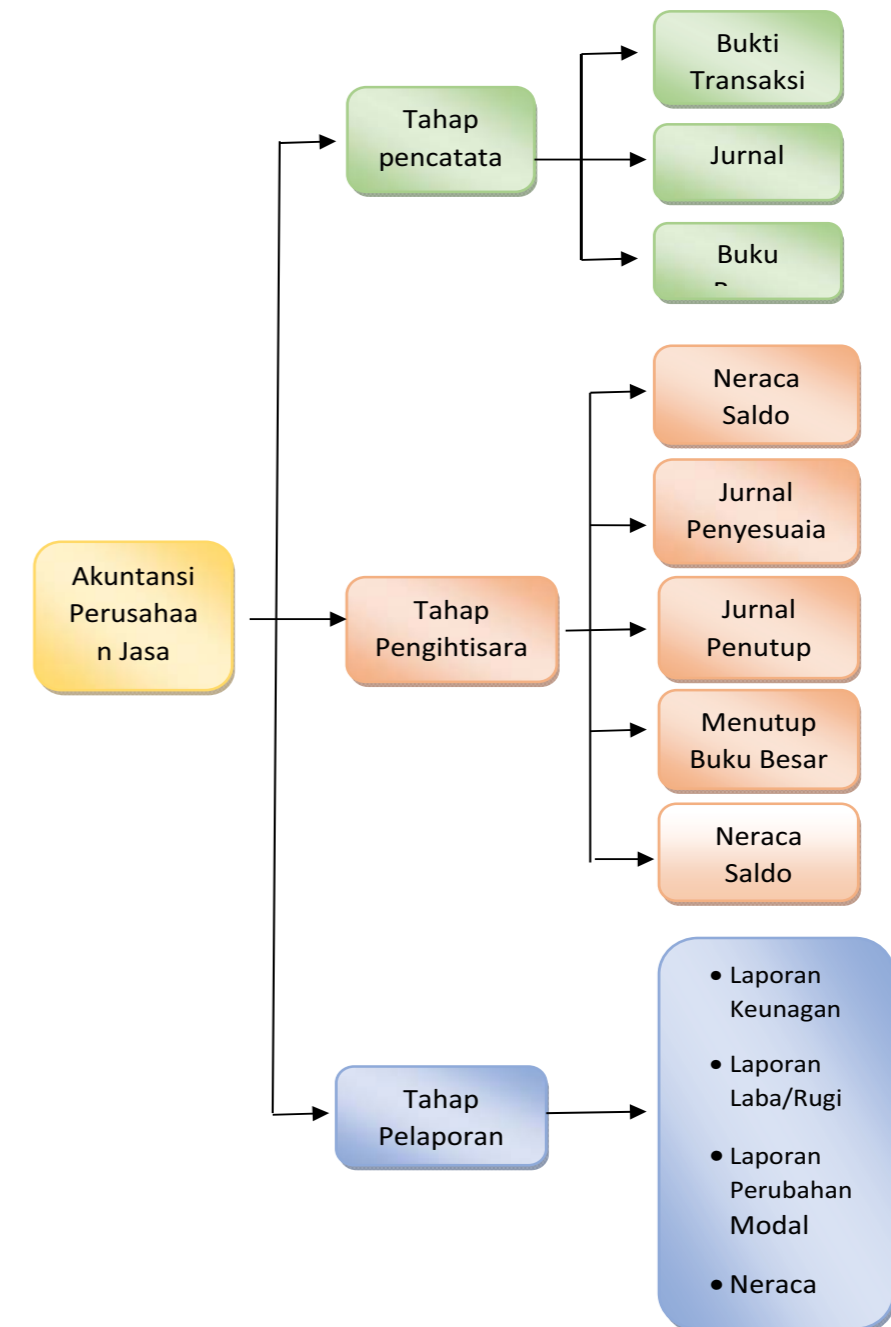 Akuntansi
Perusahaa
n Jasa
Tahap
pencatata
Bukti
Transaksi
Jurnal
Buku
Tahap
Pengihtisara
Neraca
Saldo
Jurnal
Penyesuaia
Jurnal
Penutup
Menutup
Buku Besar
Neraca
Saldo
Tahap
Pelaporan
• Laporan
Keunagan
• Laporan
Laba/Rugi
• Laporan
Perubahan
Modal
• Neraca